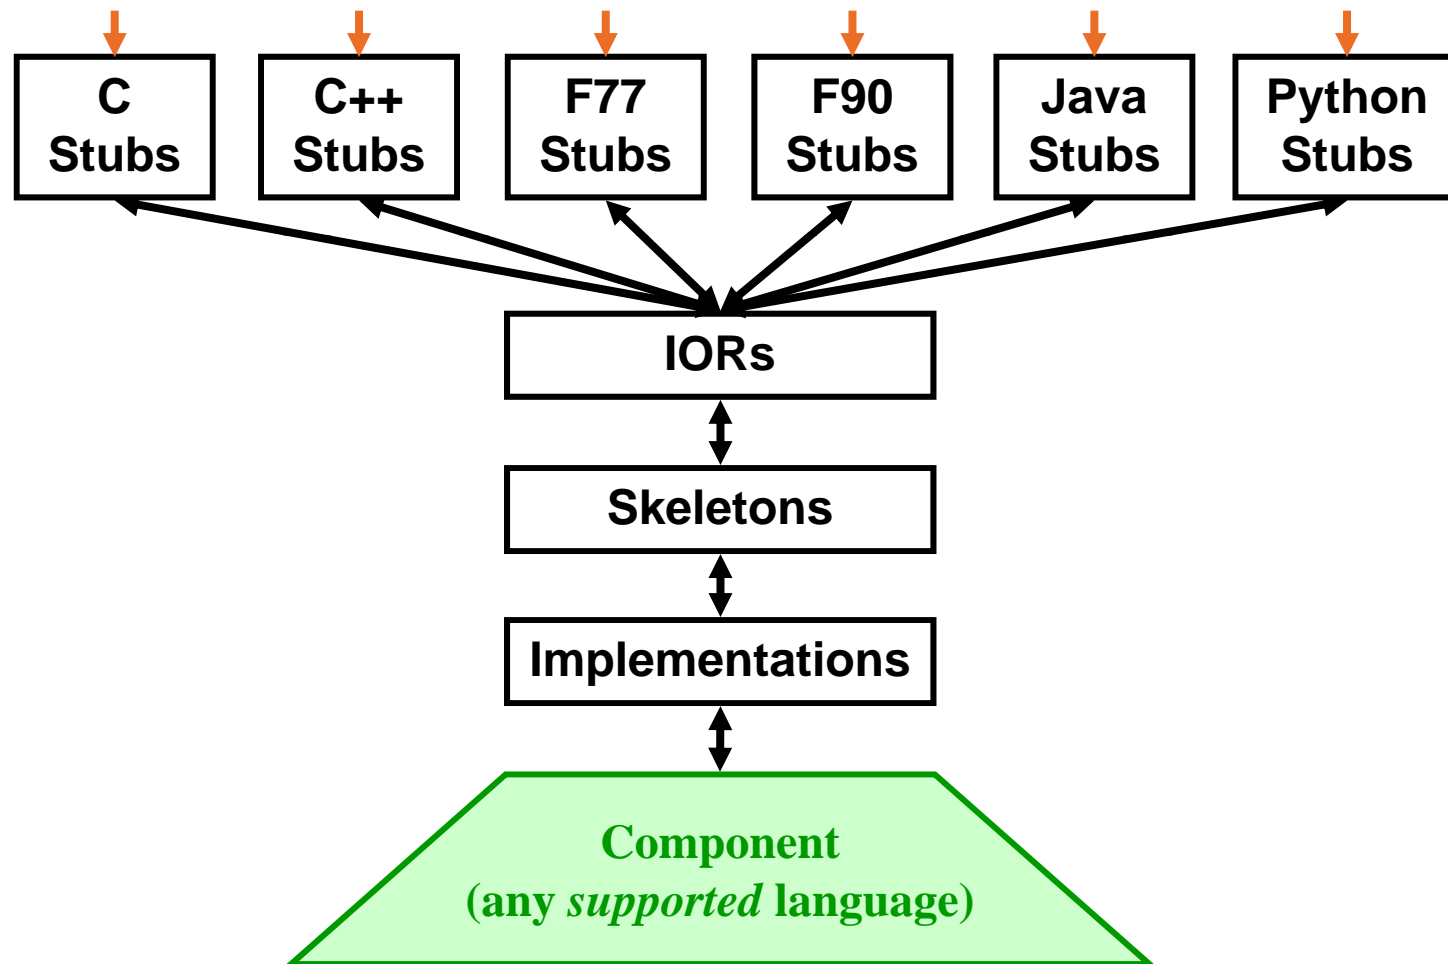 C
Stubs
C++
Stubs
F77
Stubs
F90
Stubs
Java
Stubs
Python
Stubs
IORs
Skeletons
Implementations
Component
(any supported language)